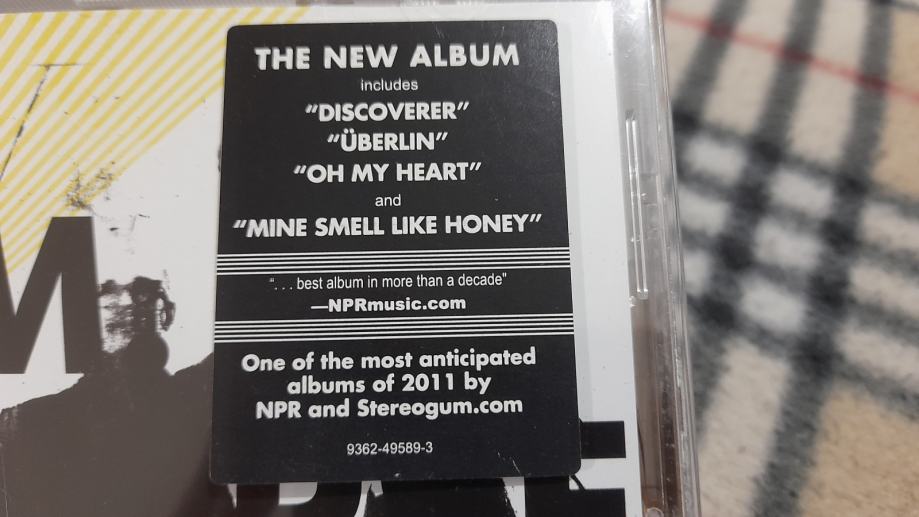 THE NEW ALBUM
includes
“DISCOVERER”
“ÜBERLIN”
“OH MY HEART”
and
“MINE SMELL LIKE HONEY”
“. . . best album in more than a decade”
—NPRmusic.com
One of the most anticipated
albums of 2011 by
NPR and Stereogum.com
9362-49589-3
M